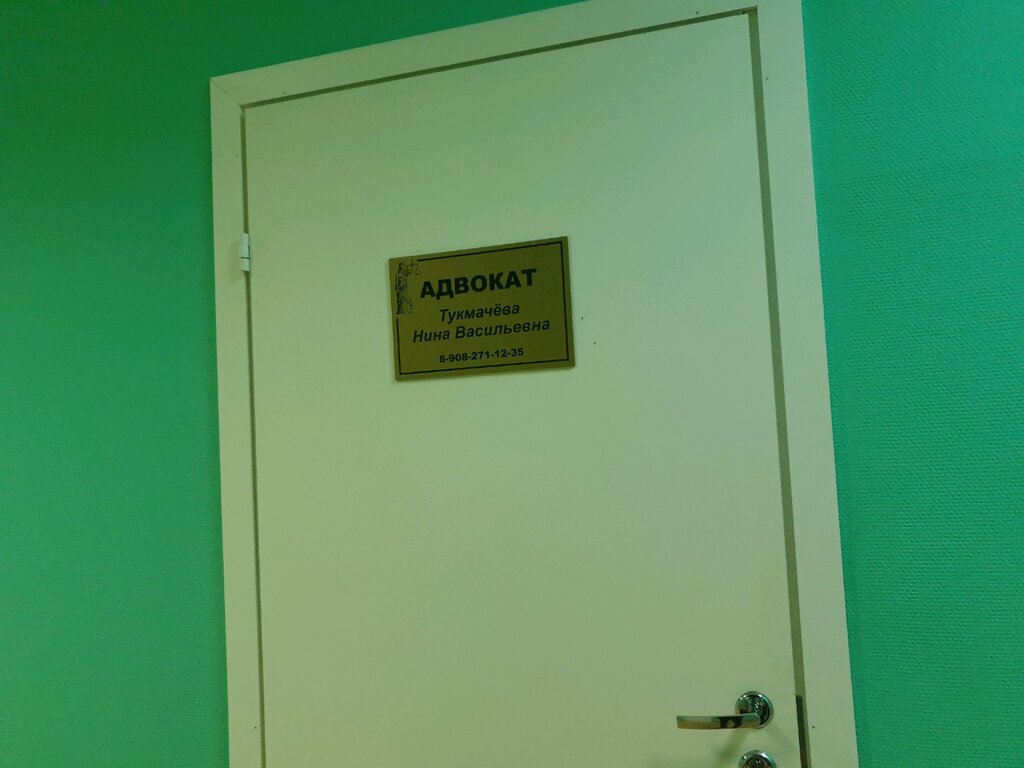 АДВОКАТ
Тукмачёва
Нина Васильевна
8-908-271-12-35